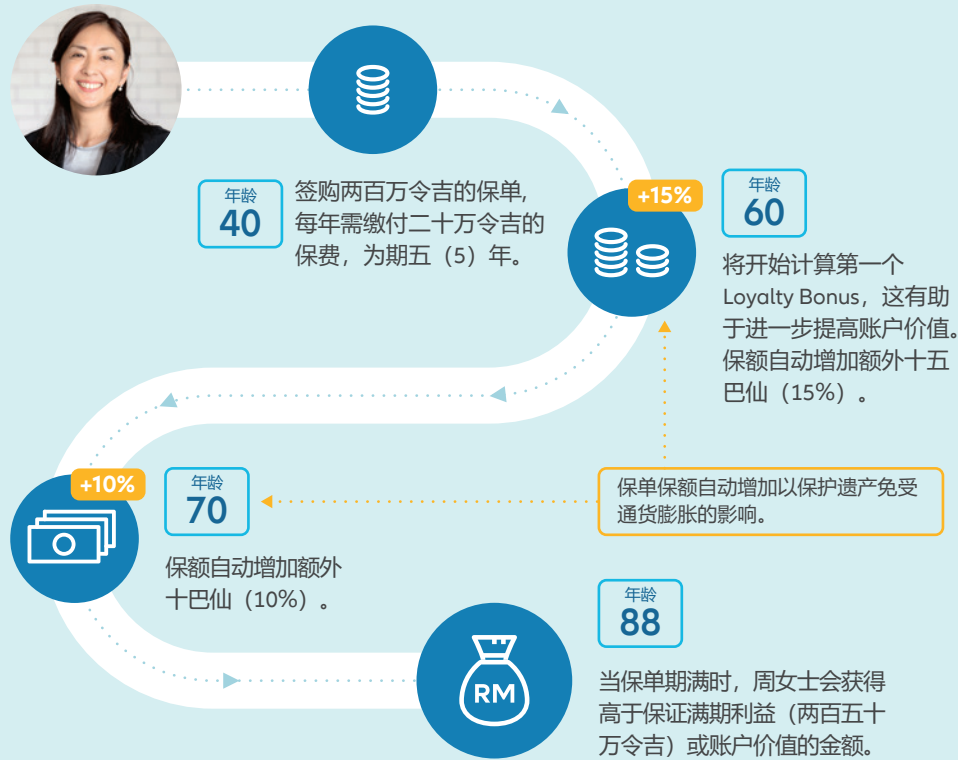 年龄
40
签购两百万令吉的保单,
每年需缴付二十万令吉的
保费，为期五（5）年。
+15%
年龄
60
将开始计算第一个
Loyalty Bonus，这有助
于进一步提高账户价值。
保额自动增加额外十五
巴仙（15%）。
+10%
年龄
70
保额自动增加额外
十巴仙（10%）。
保单保额自动增加以保护遗产免受
通货膨胀的影响。
RM
年龄
88
当保单期满时，周女士会获得
高于保证满期利益（两百五十
万令吉）或账户价值的金额。